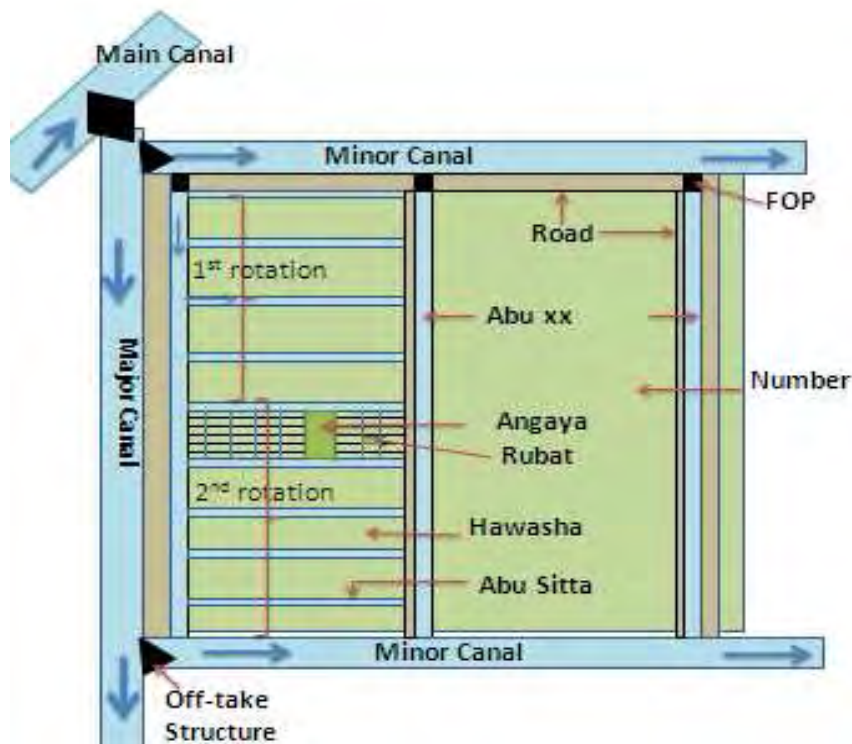 Main Canal
Minor Canal
FOP
Road
1st rotation
Abu xx
Major Canal
Number
Angaya
Rubat
2nd rotation
Hawasha
Abu Sitta
Minor Canal
Off-take
Structure